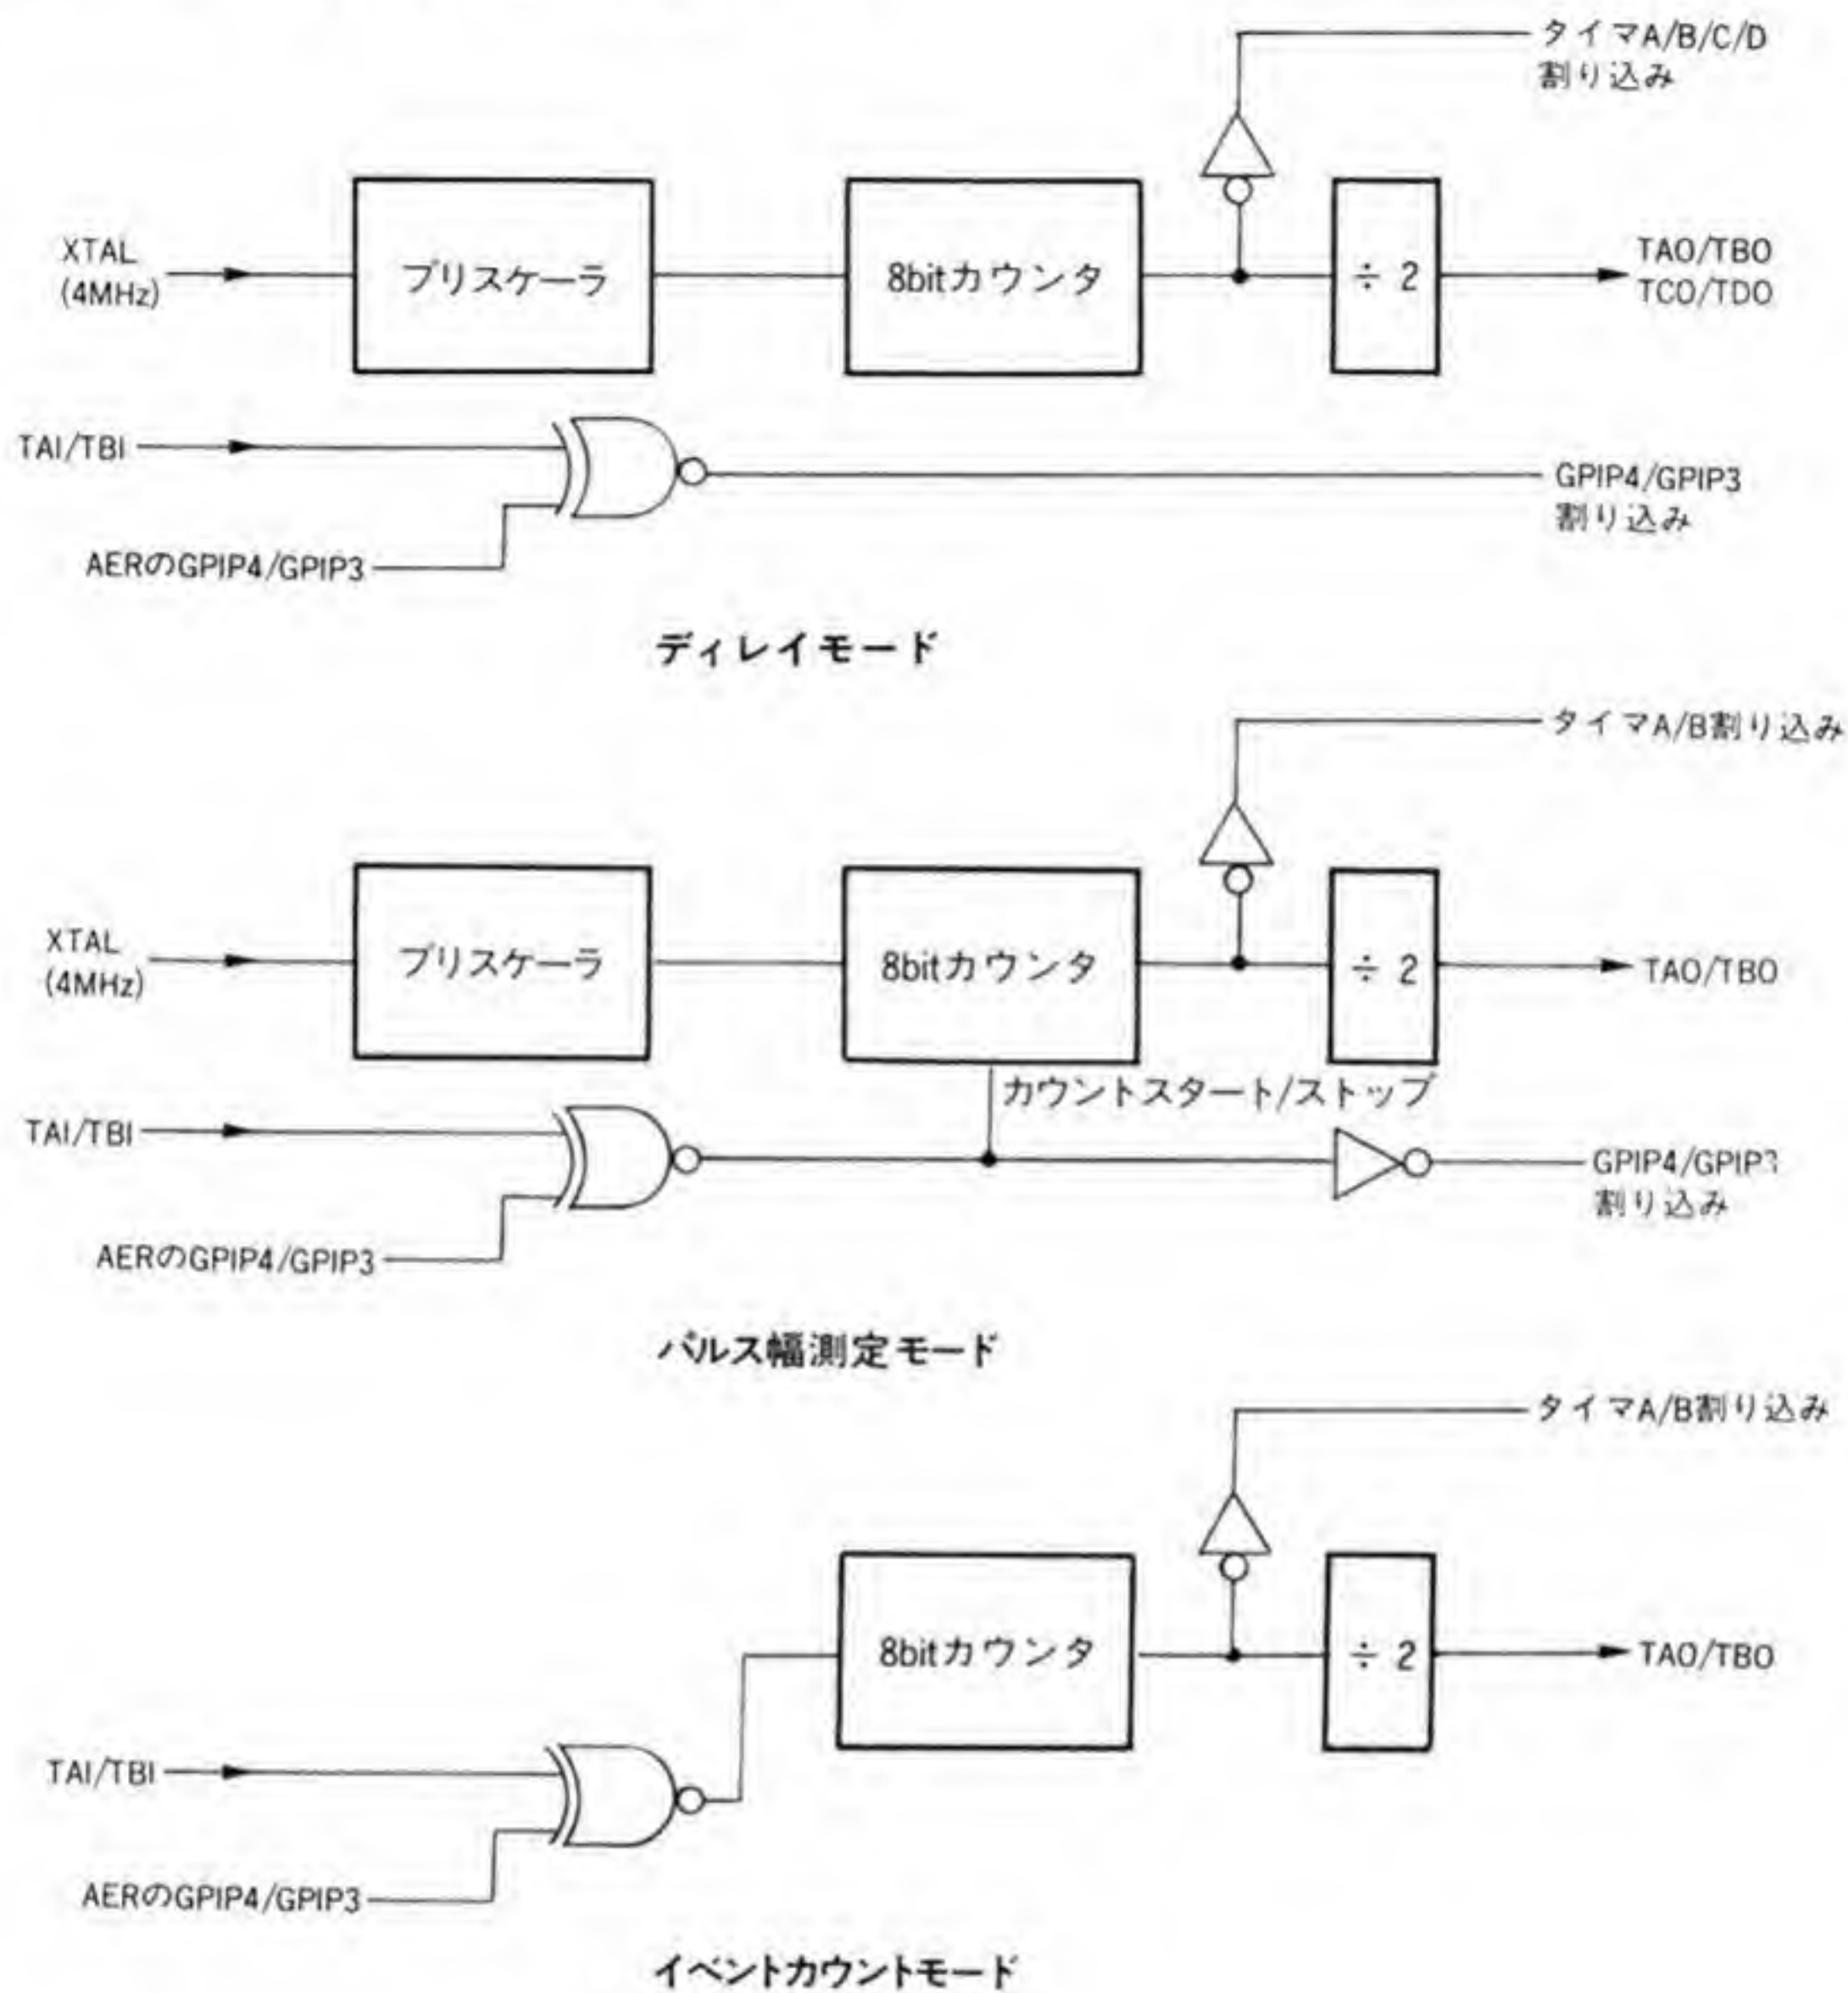 タイマA/B/C/D
割り込み
XTAL
(4MHz)
プリスケーラ
8bitカウンタ
÷ 2
TAO/TBO
TCO/TDO
TAI/TBI
GPIP4/GPIP3
割り込み
AERのGPIP4/GPIP3
ディレイモード
タイマA/B割り込み
XTAL
(4MHz)
プリスケーラ
8bitカウンタ
÷ 2
TAO/TBO
カウントスタート/ストップ
TAI/TBI
GPIP4/GPIP3
割り込み
AERのGPIP4/GPIP3
パルス幅測定モード
タイマA/B割り込み
8bitカウンタ
÷ 2
TAO/TBO
TAI/TBI
AERのGPIP4/GPIP3
イベントカウントモード